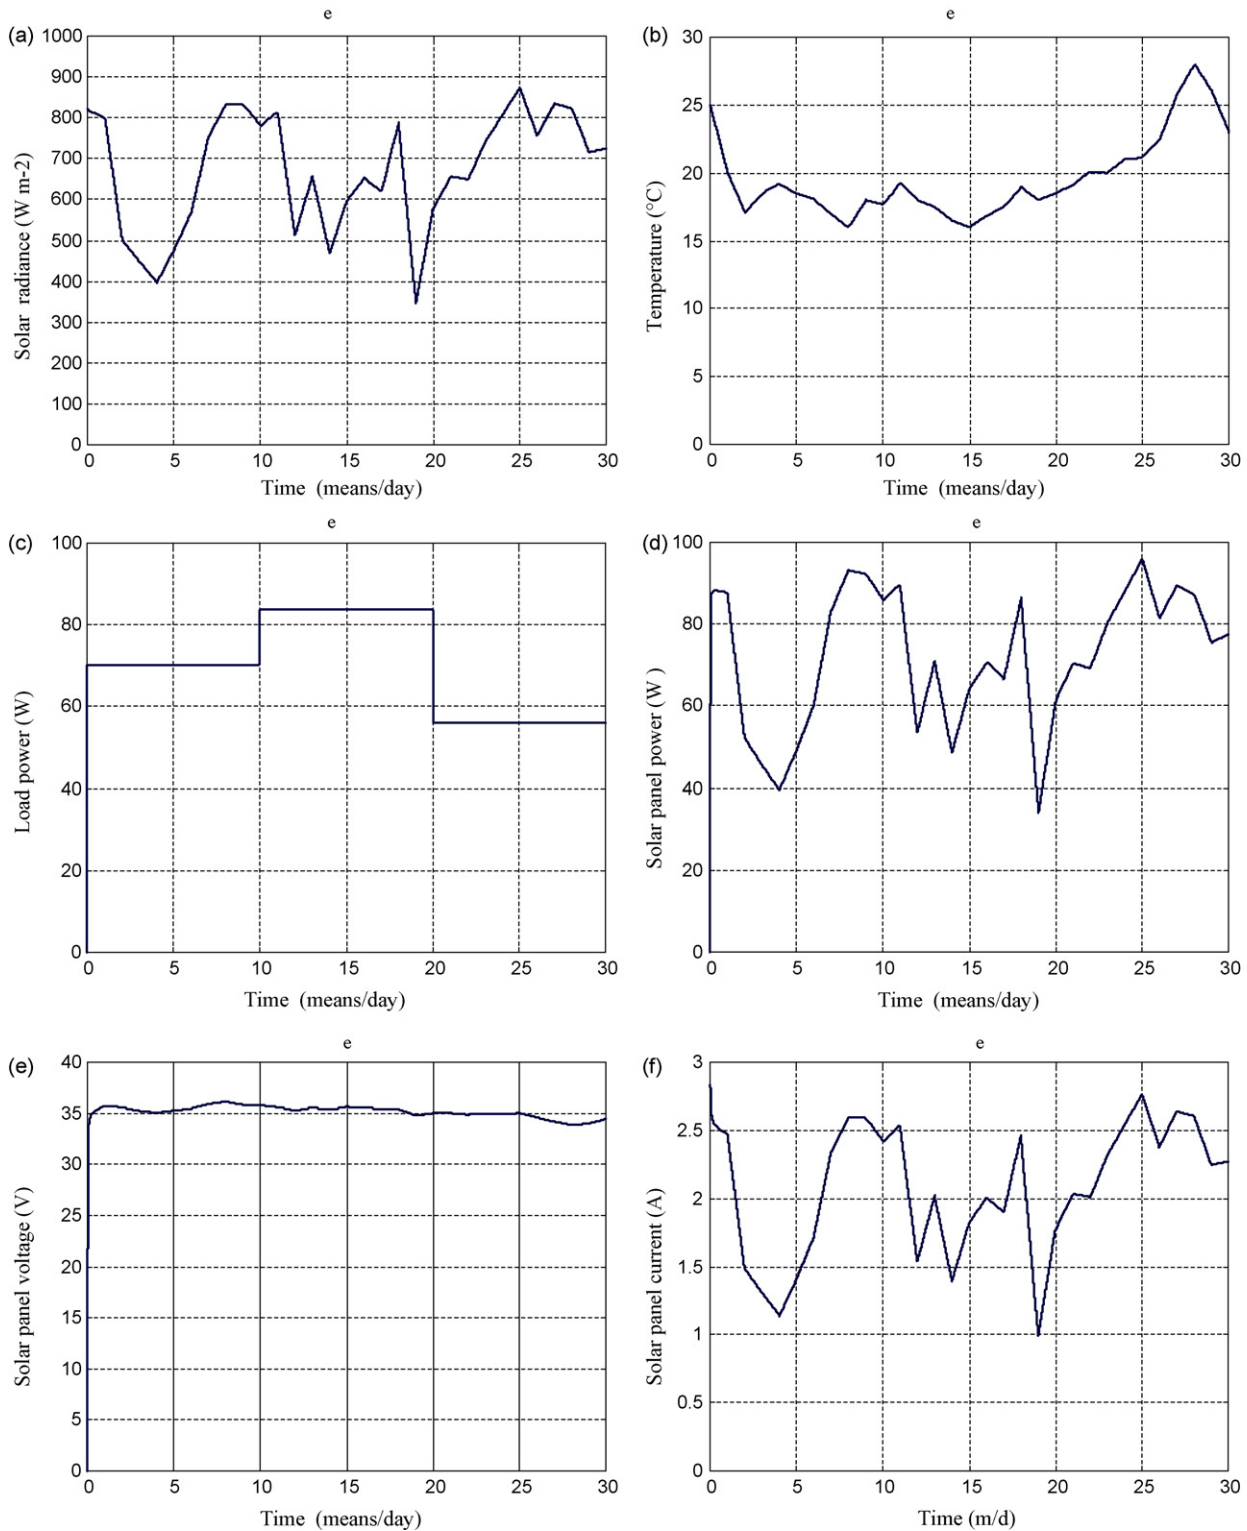 e
(a)
1000
900
800
700
600
500
400
300
200
100
0
Solar radiance (W m-2)
0 5 10 15 20 25 30
Time (means/day)
e
(b)
30
25
20
15
10
5
0
Temperature (°C)
0 5 10 15 20 25 30
Time (means/day)
e
(c)
100
80
60
40
20
0
Load power (W)
0 5 10 15 20 25 30
Time (means/day)
e
(d)
100
80
60
40
20
0
Solar panel power (W )
0 5 10 15 20 25 30
Time (means/day)
e
(e)
40
35
30
25
20
15
10
5
0
Solar panel voltage (V)
0 5 10 15 20 25 30
Time (means/day)
e
(f)
3
2.5
2
1.5
1
0.5
0
Solar panel current (A)
0 5 10 15 20 25 30
Time (m/d)